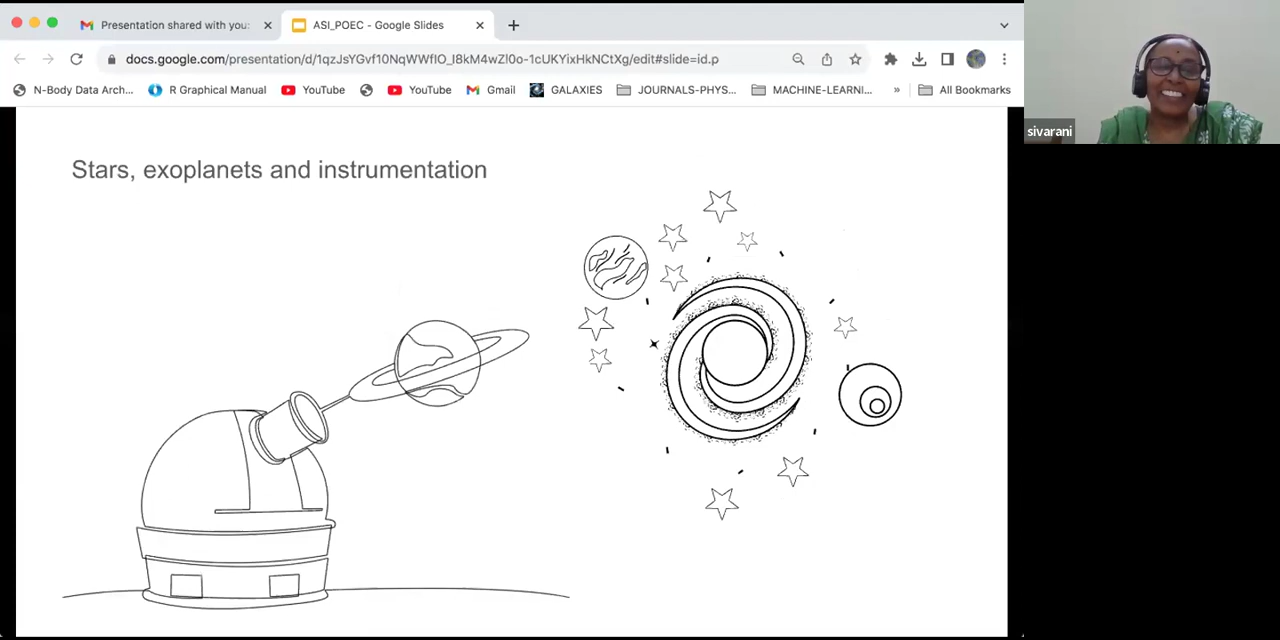 Presentation shared with you:
ASI_POEC - Google Slides
docs.google.com/presentation/d/1qzJsYGvf10NqWWflO_I8kM4wZl0o-1cUKYixHkNCtXg/edit#slide=id.p
N-Body Data Arch...
R Graphical Manual
YouTube
YouTube
Gmail
GALAXIES
JOURNALS-PHYS...
MACHINE-LEARNI...
»
All Bookmarks
sivarani
Stars, exoplanets and instrumentation